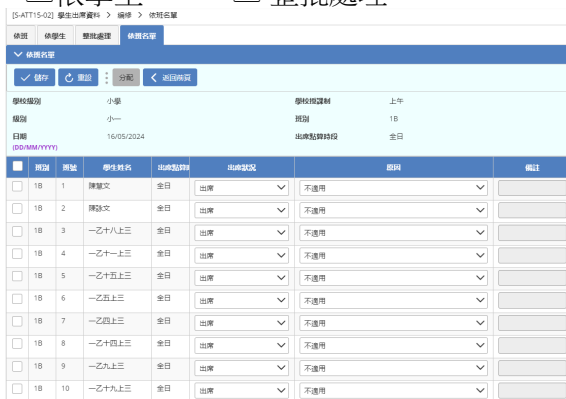 依學生 整批處理
[S-ATT15-02] 學生出席資料 > 編修 > 依班名單
依班 依學生 整批處理 依班名單
依班名單
儲存 重設 分配 返回前頁
學校級別 小學 學校授課制 上午
級別 小一 班別 1B
日期 16/05/2024 出席點算時段 全日
(DD/MM/YYYY)
班別 班號 學生姓名 出席點算時 出席狀況 原因 備註
1B 1 陳慧文 全日 出席 不適用
1B 2 陳詠文 全日 出席 不適用
1B 3 一乙十八上三 全日 出席 不適用
1B 4 一乙十一上三 全日 出席 不適用
1B 5 一乙十五上三 全日 出席 不適用
1B 6 一乙五上三 全日 出席 不適用
1B 7 一乙四上三 全日 出席 不適用
1B 8 一乙十四上三 全日 出席 不適用
1B 9 一乙九上三 全日 出席 不適用
1B 10 一乙十九上三 全日 出席 不適用